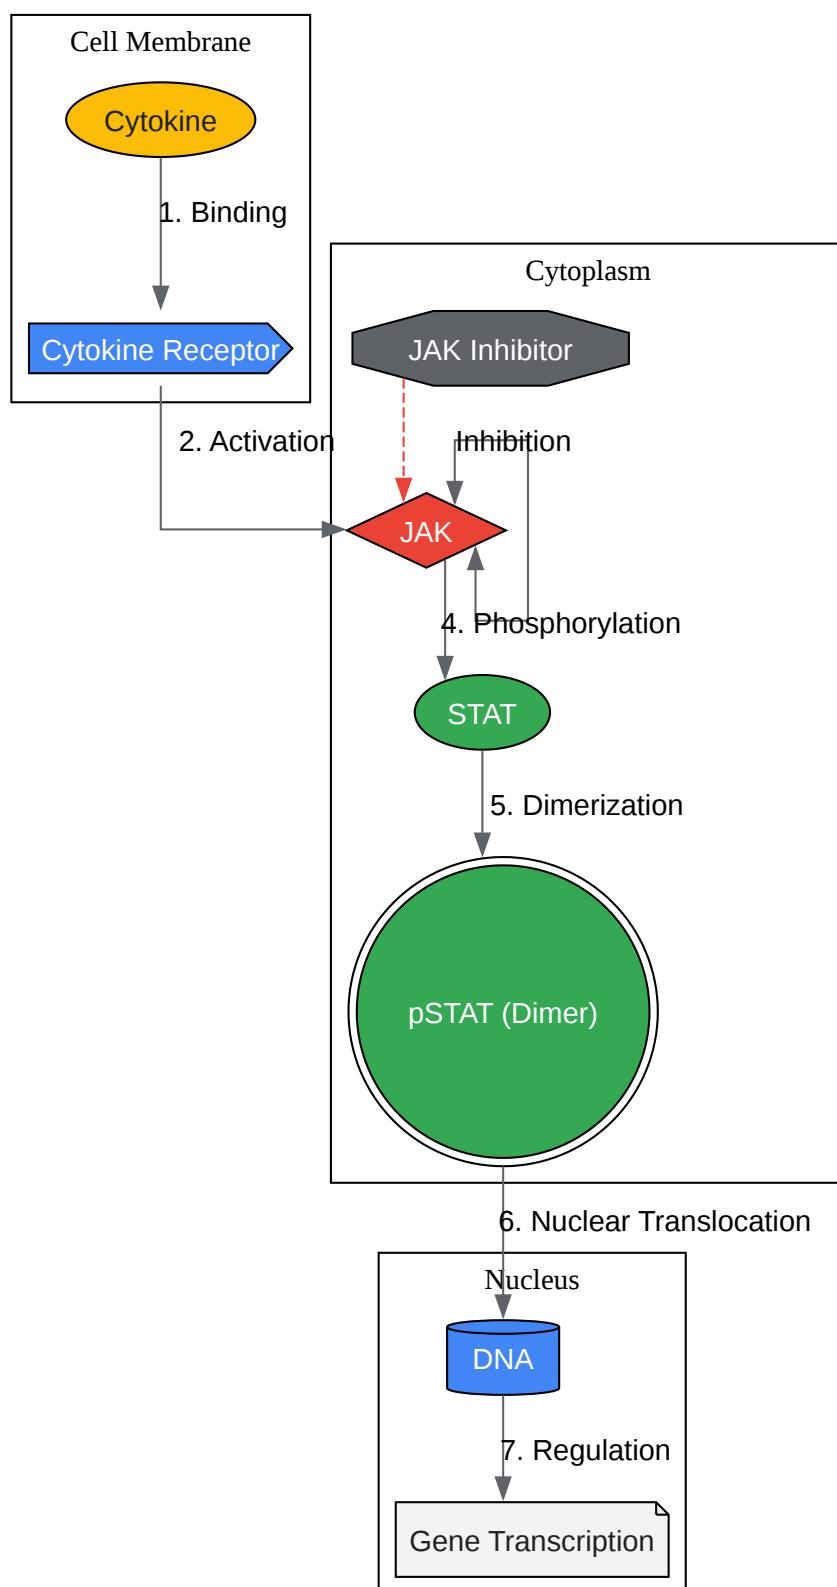 Cell Membrane
Cytokine
1. Binding
Cytokine Receptor
Cytoplasm
JAK Inhibitor
2. Activation
Inhibition
JAK
4. Phosphorylation
STAT
5. Dimerization
pSTAT (Dimer)
6. Nuclear Translocation
Nucleus
DNA
7. Regulation
Gene Transcription